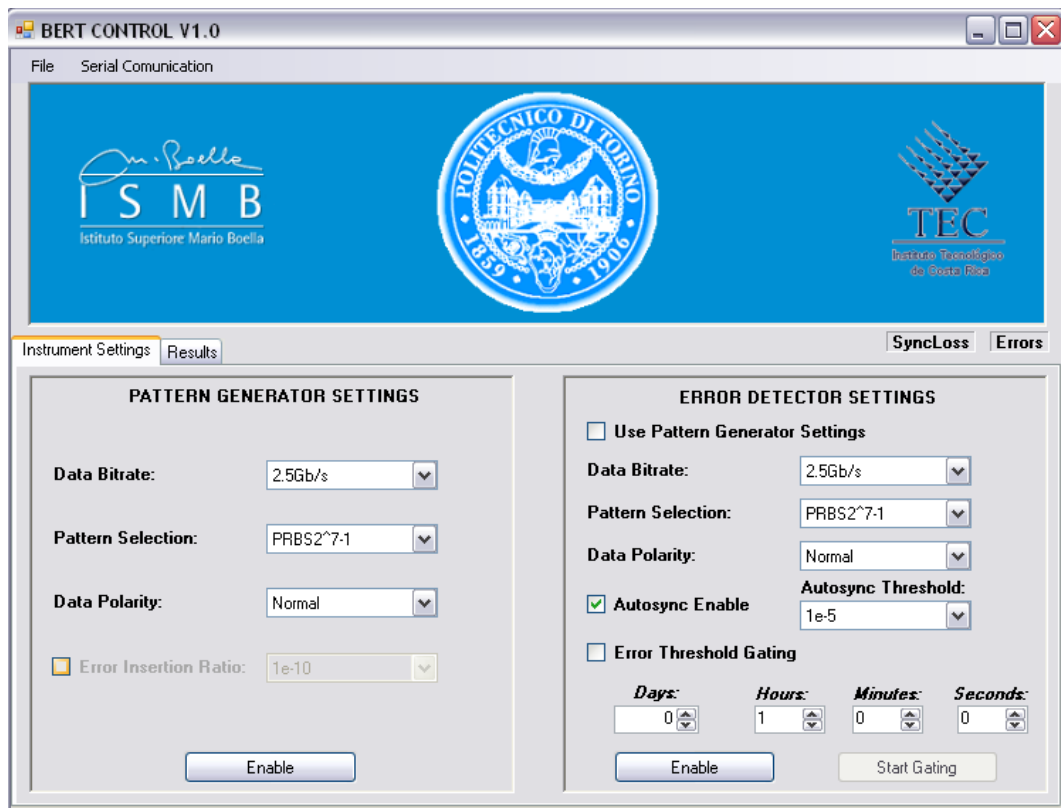 BERT CONTROL V1.0
File Serial Comunication
M. Boella
ISMB
Istituto Superiore Mario Boella
POLITECNICO DI TORINO
1859 1906
TEC
Instituto Tecnológico
de Costa Rica
Instrument Settings Results
SyncLoss Errors
PATTERN GENERATOR SETTINGS
Data Bitrate: 2.5Gb/s
Pattern Selection: PRBS2^7-1
Data Polarity: Normal
Error Insertion Ratio: 1e-10
Enable
ERROR DETECTOR SETTINGS
Use Pattern Generator Settings
Data Bitrate: 2.5Gb/s
Pattern Selection: PRBS2^7-1
Data Polarity: Normal
Autosync Threshold:
Autosync Enable 1e-5
Error Threshold Gating
Days: Hours: Minutes: Seconds:
0 1 0 0
Enable Start Gating